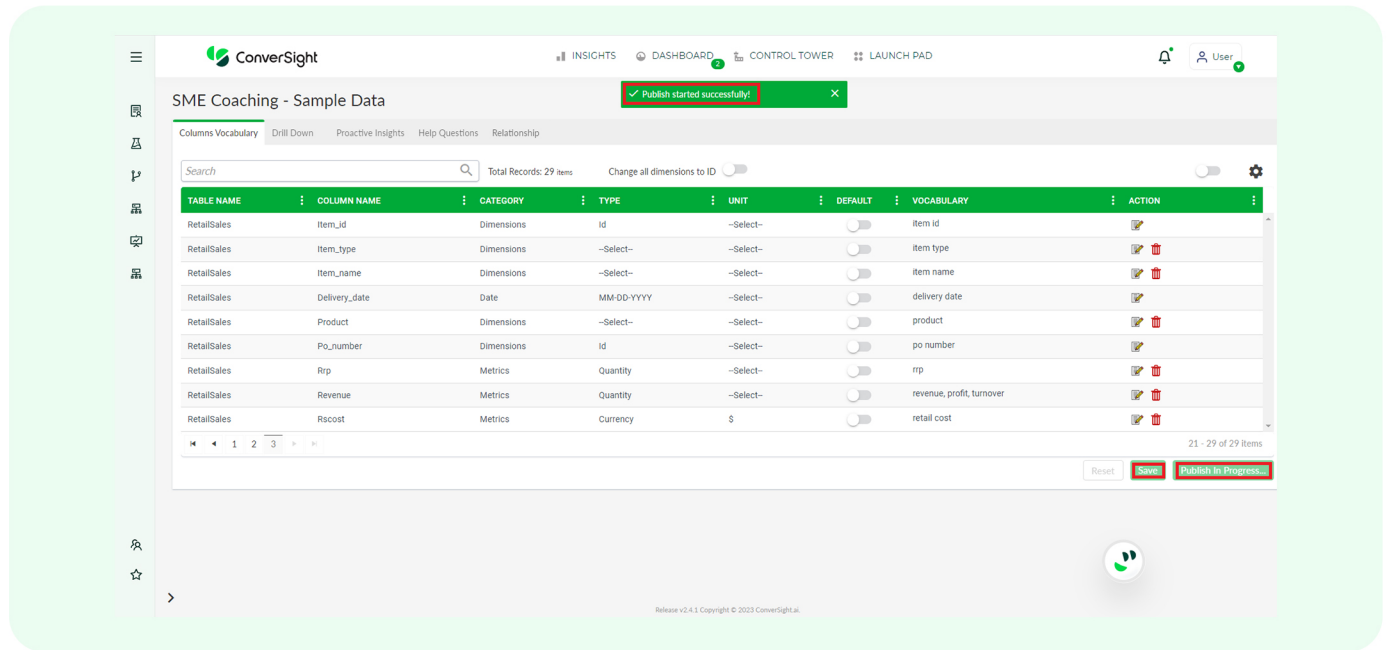 ConverSight
INSIGHTS DASHBOARD 2 CONTROL TOWER LAUNCH PAD User
SME Coaching - Sample Data
Publish started successfully!
Columns Vocabulary Drill Down Proactive Insights Help Questions Relationship
Search Total Records: 29 items Change all dimensions to ID
TABLE NAME COLUMN NAME CATEGORY TYPE UNIT DEFAULT VOCABULARY ACTION
RetailSales Item_id Dimensions Id --Select-- item id
RetailSales Item_type Dimensions --Select-- --Select-- item type
RetailSales Item_name Dimensions --Select-- --Select-- item name
RetailSales Delivery_date Date MM-DD-YYYY --Select-- delivery date
RetailSales Product Dimensions --Select-- --Select-- product
RetailSales Po_number Dimensions Id --Select-- po number
RetailSales Rrp Metrics Quantity --Select-- rrp
RetailSales Revenue Metrics Quantity --Select-- revenue, profit, turnover
RetailSales Rscost Metrics Currency $ retail cost
1 2 3 21 - 29 of 29 items
Reset Save Publish In Progress...
Release v2.4.1 Copyright © 2023 ConverSight.ai.